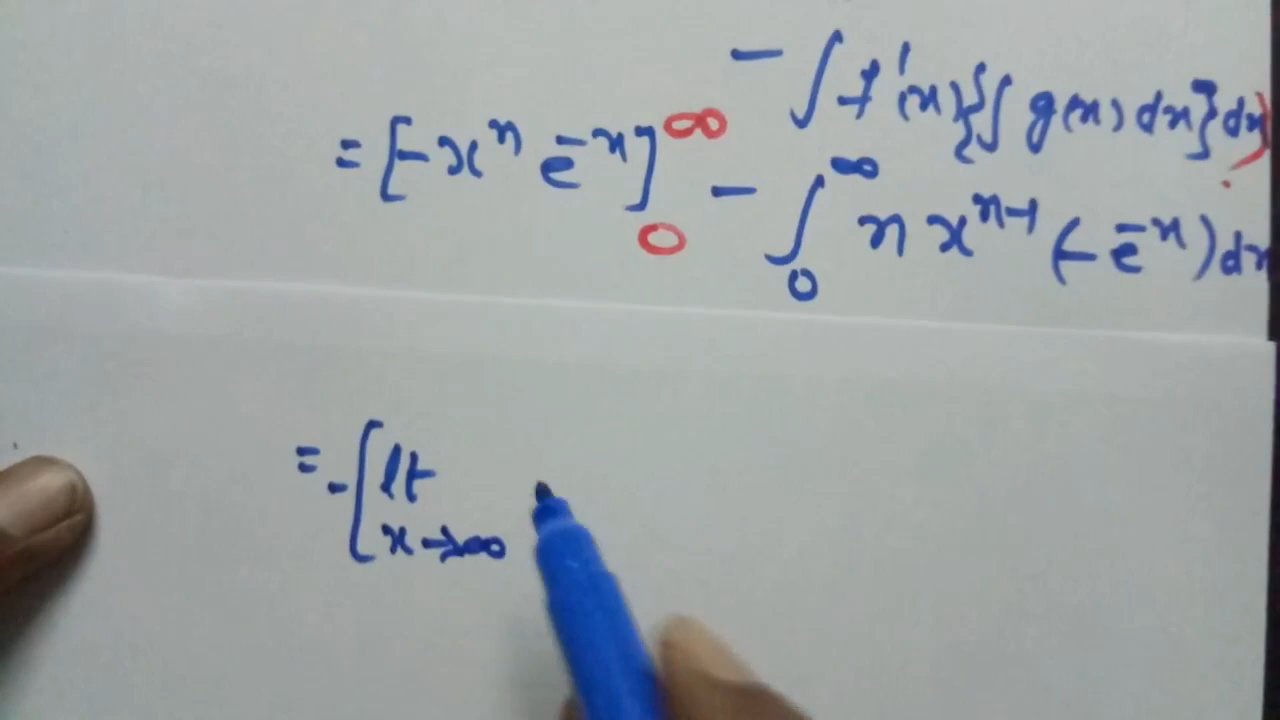 − ∫ f'(x){∫ g(x) dx} dx)
= [−xⁿ e⁻ˣ]₀^∞ − ∫₀^∞ n xⁿ⁻¹ (−e⁻ˣ) dx
= −[lt x→∞